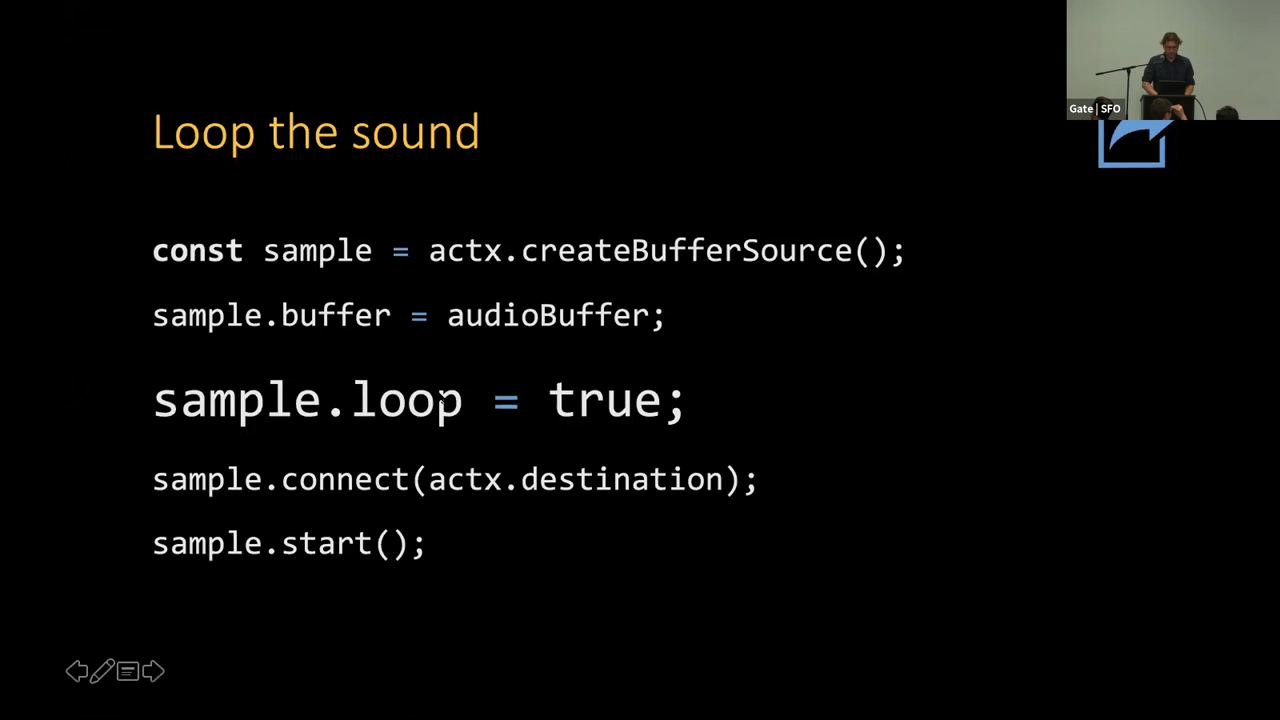 Gate | SFO
Loop the sound
const sample = actx.createBufferSource();
sample.buffer = audioBuffer;
sample.loop = true;
sample.connect(actx.destination);
sample.start();